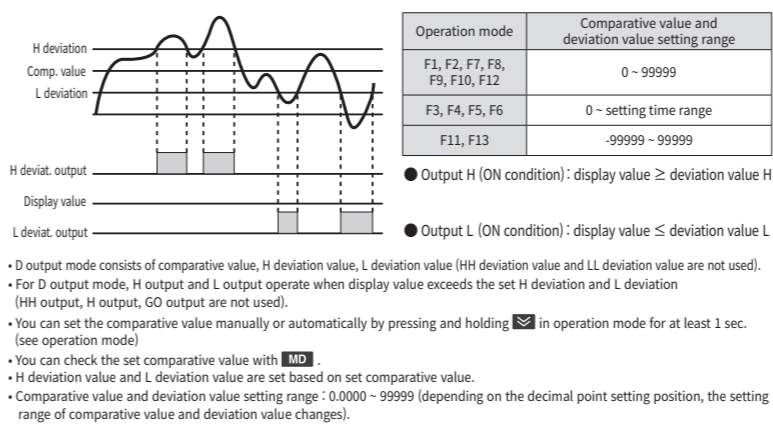 H deviation
Comp. value
L deviation
H deviat. output
Display value
L deviat. output
Operation mode
Comparative value and
deviation value setting range
F1, F2, F7, F8,
F9, F10, F12
0 ~ 99999
F3, F4, F5, F6
0 ~ setting time range
F11, F13
-99999 ~ 99999
● Output H (ON condition) : display value ≥ deviation value H
● Output L (ON condition) : display value ≤ deviation value L
• D output mode consists of comparative value, H deviation value, L deviation value (HH deviation value and LL deviation value are not used).
• For D output mode, H output and L output operate when display value exceeds the set H deviation and L deviation
(HH output, H output, GO output are not used).
• You can set the comparative value manually or automatically by pressing and holding in operation mode for at least 1 sec.
(see operation mode)
• You can check the set comparative value with MD .
• H deviation value and L deviation value are set based on set comparative value.
• Comparative value and deviation value setting range : 0.0000 ~ 99999 (depending on the decimal point setting position, the setting
range of comparative value and deviation value changes).